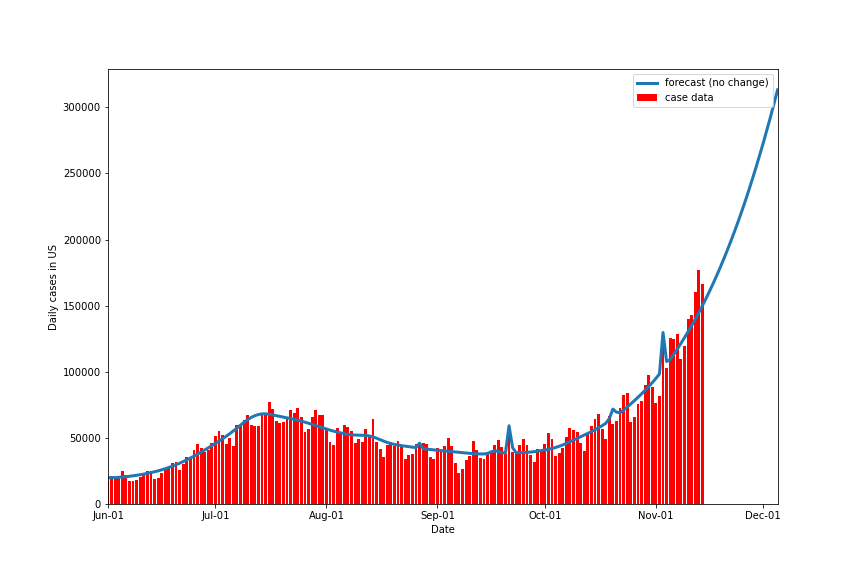 forecast (no change)
case data
300000
250000
200000
150000
100000
50000
0
Daily cases in US
Jun-01 Jul-01 Aug-01 Sep-01 Oct-01 Nov-01 Dec-01
Date